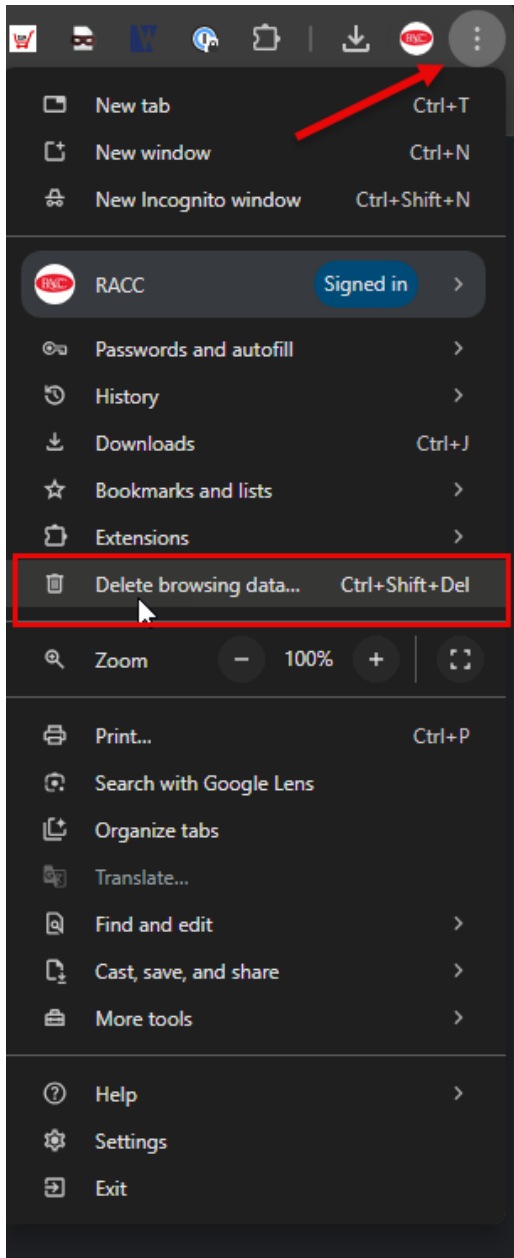 New tab Ctrl+T
New window Ctrl+N
New Incognito window Ctrl+Shift+N
RACC Signed in
Passwords and autofill
History
Downloads Ctrl+J
Bookmarks and lists
Extensions
Delete browsing data... Ctrl+Shift+Del
Zoom − 100% +
Print... Ctrl+P
Search with Google Lens
Organize tabs
Translate...
Find and edit
Cast, save, and share
More tools
Help
Settings
Exit